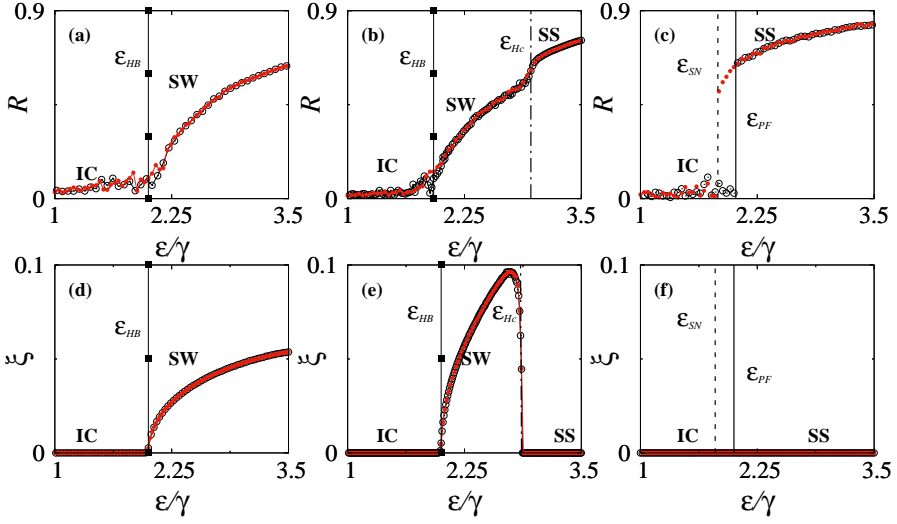 0.9
(a)
ε_HB
SW
R
IC
0
1
2.25
3.5
ε/γ
0.9
(b)
ε_HB
ε_Hc
SS
SW
R
IC
0
1
2.25
3.5
ε/γ
0.9
(c)
SS
ε_SN
ε_PF
R
IC
0
1
2.25
3.5
ε/γ
0.1
(d)
ε_HB
SW
ξ
IC
0
1
2.25
3.5
ε/γ
0.1
(e)
ε_HB
ε_Hc
SW
ξ
IC
SS
0
1
2.25
3.5
ε/γ
0.1
(f)
ε_SN
ε_PF
ξ
IC
SS
0
1
2.25
3.5
ε/γ